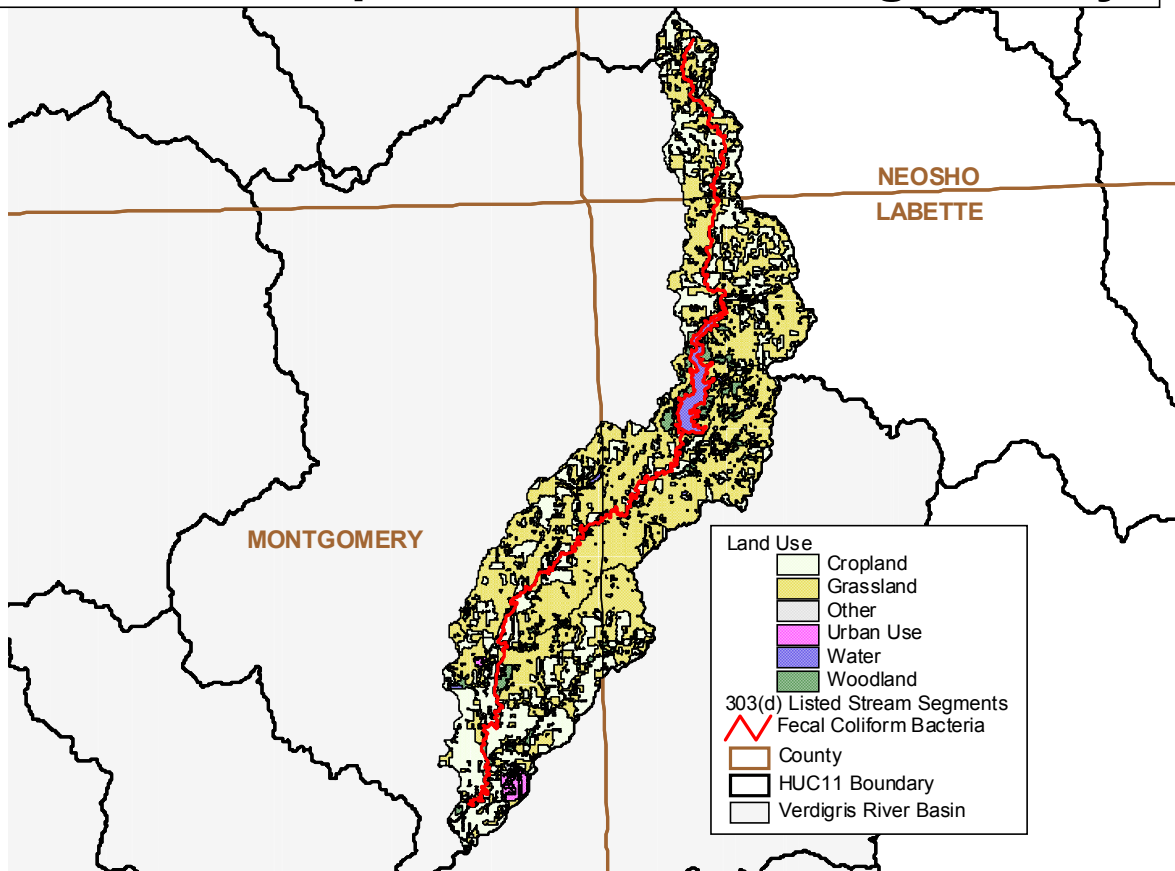 NEOSHO
LABETTE
MONTGOMERY
Land Use
Cropland
Grassland
Other
Urban Use
Water
Woodland
303(d) Listed Stream Segments
Fecal Coliform Bacteria
County
HUC11 Boundary
Verdigris River Basin